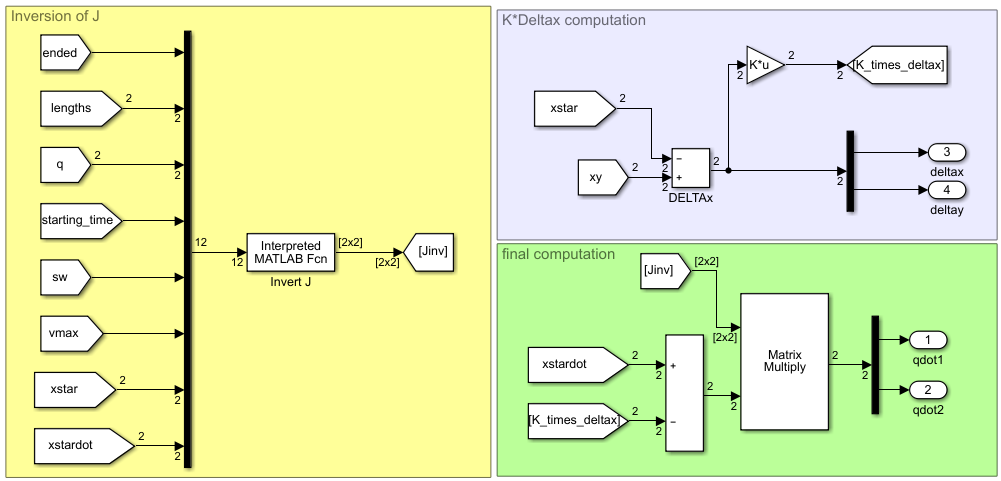 Inversion of J
ended
lengths
2
2
q
2
2
starting_time
sw
vmax
xstar
2
2
xstardot
2
2
12
12
Interpreted
MATLAB Fcn
Invert J
[2x2]
[2x2]
[Jinv]
K*Deltax computation
xstar
2
2
xy
2
2
−
+
DELTAx
2
2
K*u
2
2
[K_times_deltax]
2
3
deltax
4
deltay
final computation
[Jinv]
[2x2]
[2x2]
xstardot
2
2
[K_times_deltax]
2
2
+
−
2
2
Matrix
Multiply
2
2
1
qdot1
2
qdot2